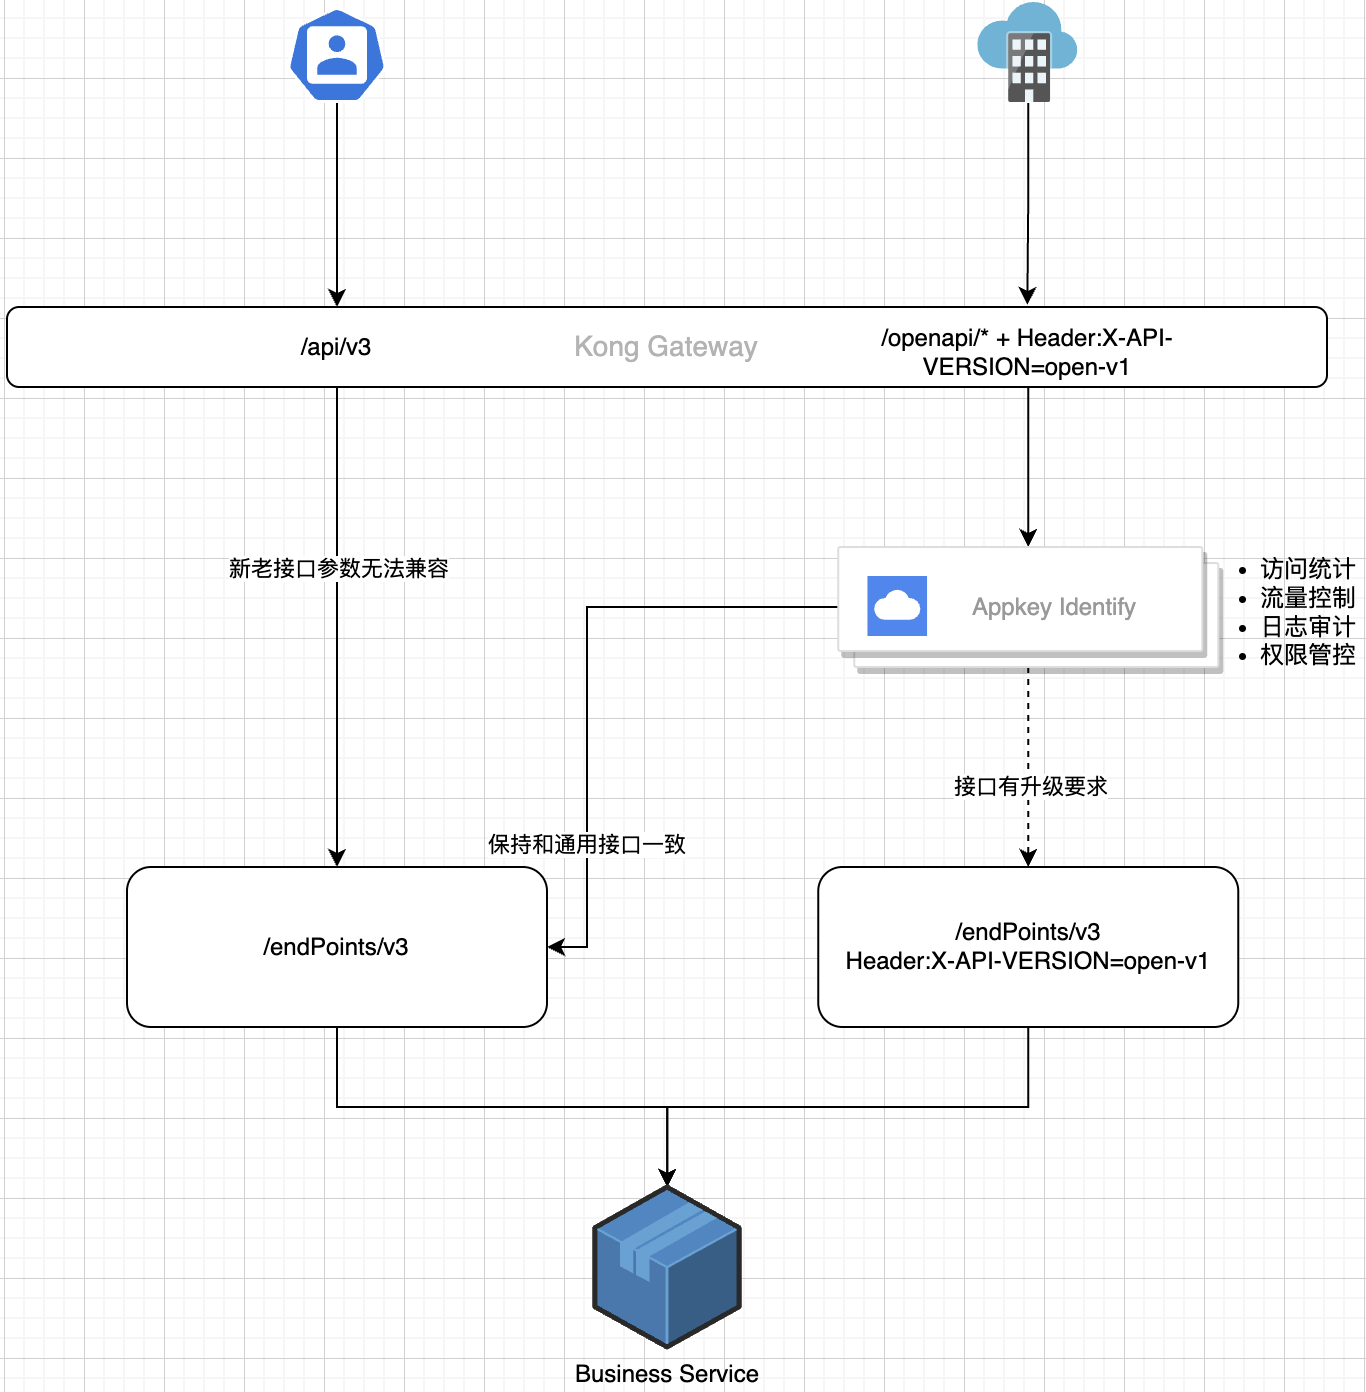 /api/v3
Kong Gateway
/openapi/* + Header:X-API-
VERSION=open-v1
新老接口参数无法兼容
Appkey Identify
• 访问统计
• 流量控制
• 日志审计
• 权限管控
接口有升级要求
保持和通用接口一致
/endPoints/v3
/endPoints/v3
Header:X-API-VERSION=open-v1
Business Service